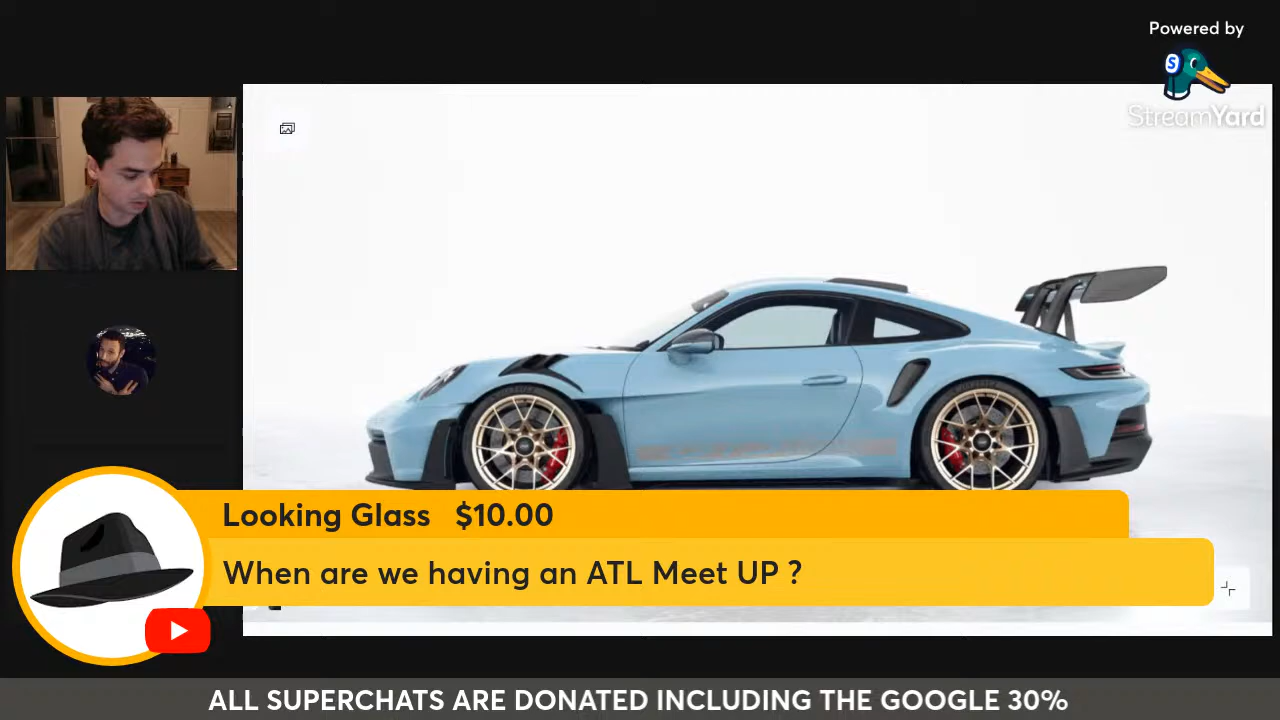 Powered by
S
StreamYard
Looking Glass $10.00
When are we having an ATL Meet UP ?
ALL SUPERCHATS ARE DONATED INCLUDING THE GOOGLE 30%